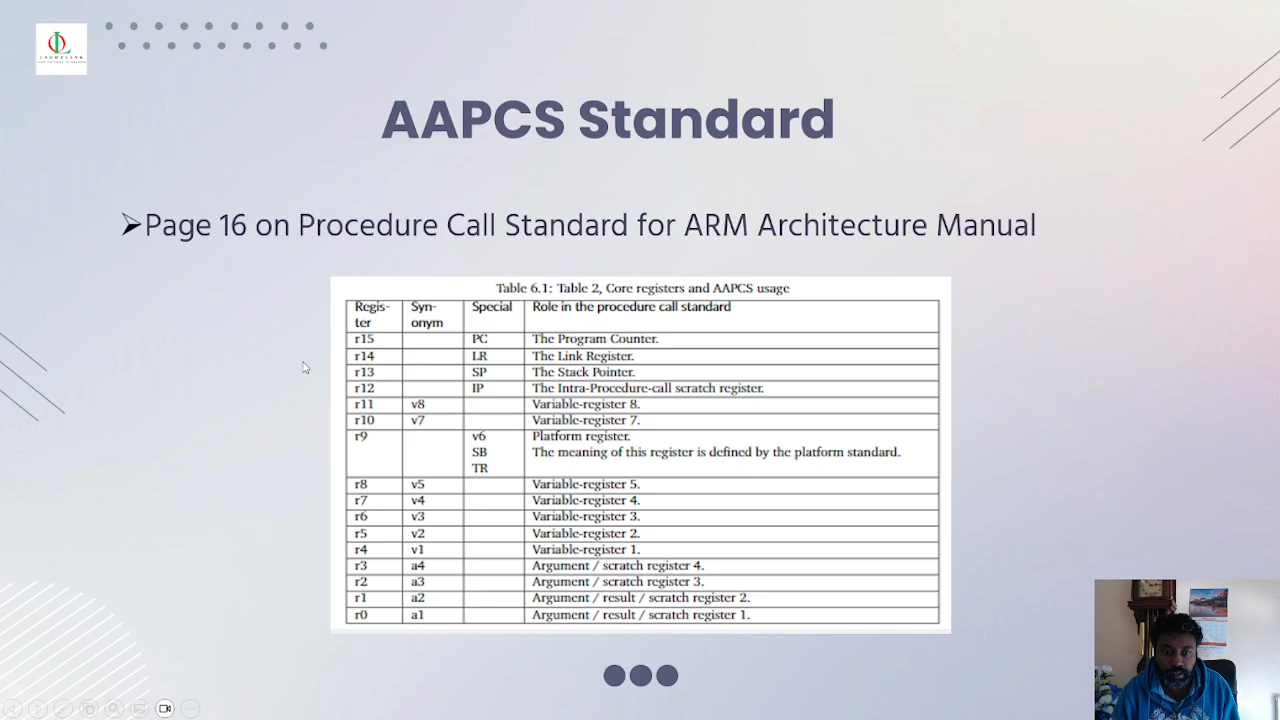 INDOELINK
AAPCS Standard
Page 16 on Procedure Call Standard for ARM Architecture Manual
Table 6.1: Table 2, Core registers and AAPCS usage
Regis- Syn- Special Role in the procedure call standard
ter onym
r15 PC The Program Counter.
r14 LR The Link Register.
r13 SP The Stack Pointer.
r12 IP The Intra-Procedure-call scratch register.
r11 v8 Variable-register 8.
r10 v7 Variable-register 7.
r9 v6 Platform register.
SB The meaning of this register is defined by the platform standard.
TR
r8 v5 Variable-register 5.
r7 v4 Variable-register 4.
r6 v3 Variable-register 3.
r5 v2 Variable-register 2.
r4 v1 Variable-register 1.
r3 a4 Argument / scratch register 4.
r2 a3 Argument / scratch register 3.
r1 a2 Argument / result / scratch register 2.
r0 a1 Argument / result / scratch register 1.